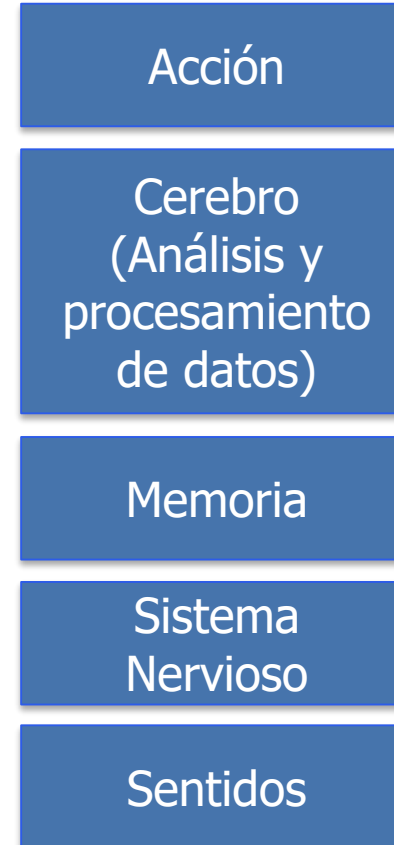 Acción
Cerebro
(Análisis y
procesamiento
de datos)
Memoria
Sistema
Nervioso
Sentidos